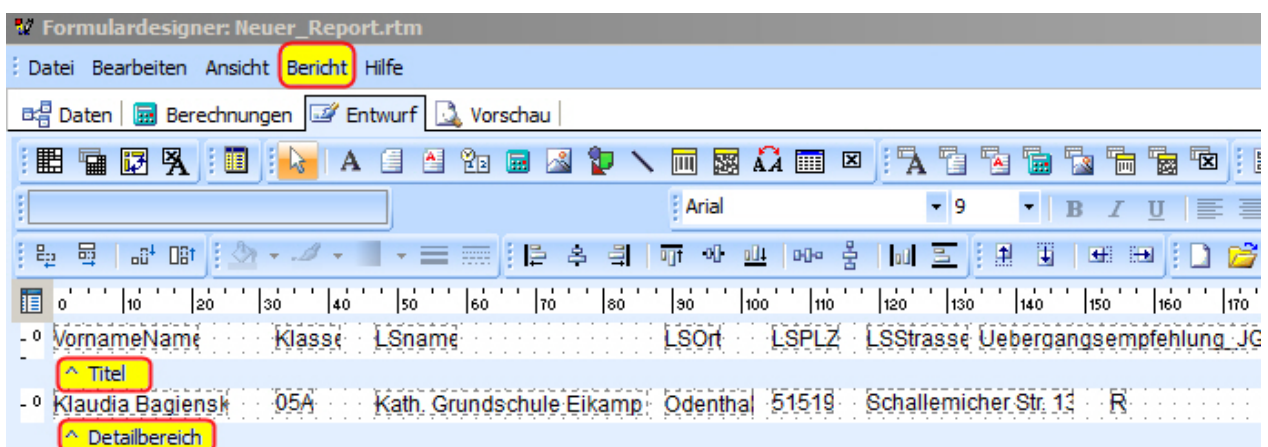 Formulardesigner: Neuer_Report.rtm
Datei Bearbeiten Ansicht Bericht Hilfe
Daten Berechnungen Entwurf Vorschau
Arial 9 B I U
0 10 20 30 40 50 60 70 80 90 100 110 120 130 140 150 160 170
0 VornameName Klasse LSname LSOrt LSPLZ LSStrasse Uebergangsempfehlung_JG
^ Titel
0 Klaudia Bagiensk 05A Kath. Grundschule Eikamp Odenthal 51519 Schallemicher Str. 13 R
^ Detailbereich